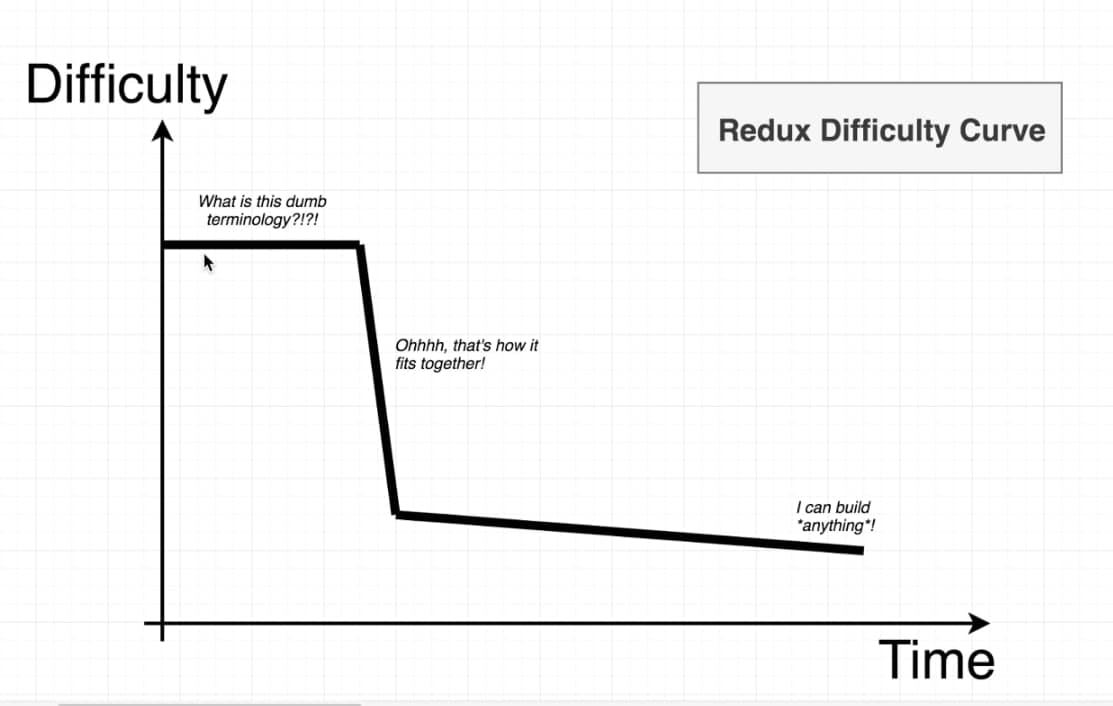 Difficulty
Redux Difficulty Curve
What is this dumb
terminology?!?!
Ohhhh, that's how it
fits together!
I can build
*anything*!
Time